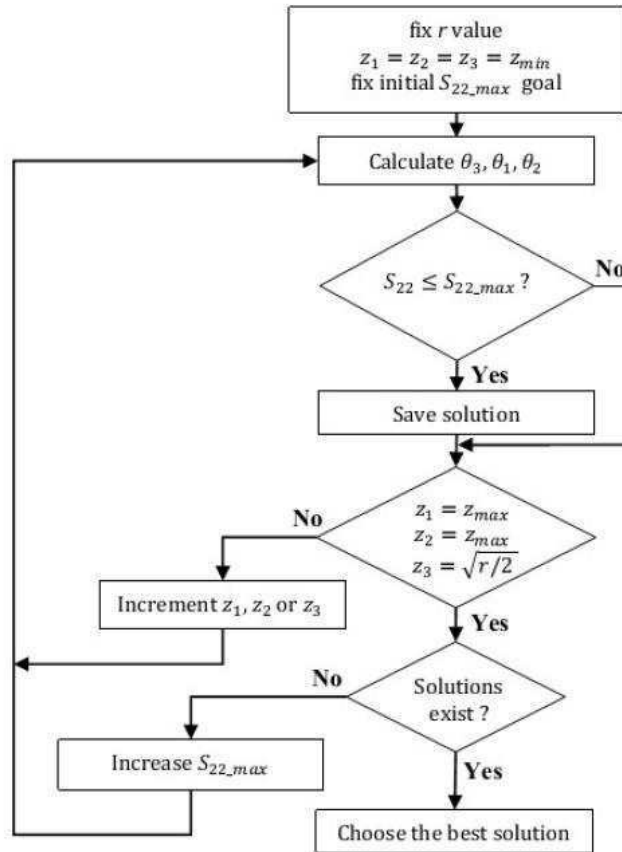 fix r value
z₁ = z₂ = z₃ = zₘᵢₙ
fix initial S₂₂_ₘₐₓ goal
Calculate θ₃, θ₁, θ₂
S₂₂ ≤ S₂₂_ₘₐₓ ?
No
Yes
Save solution
No
z₁ = zₘₐₓ
z₂ = zₘₐₓ
z₃ = √r/2
Increment z₁, z₂ or z₃
Yes
No
Solutions
exist ?
Increase S₂₂_ₘₐₓ
Yes
Choose the best solution